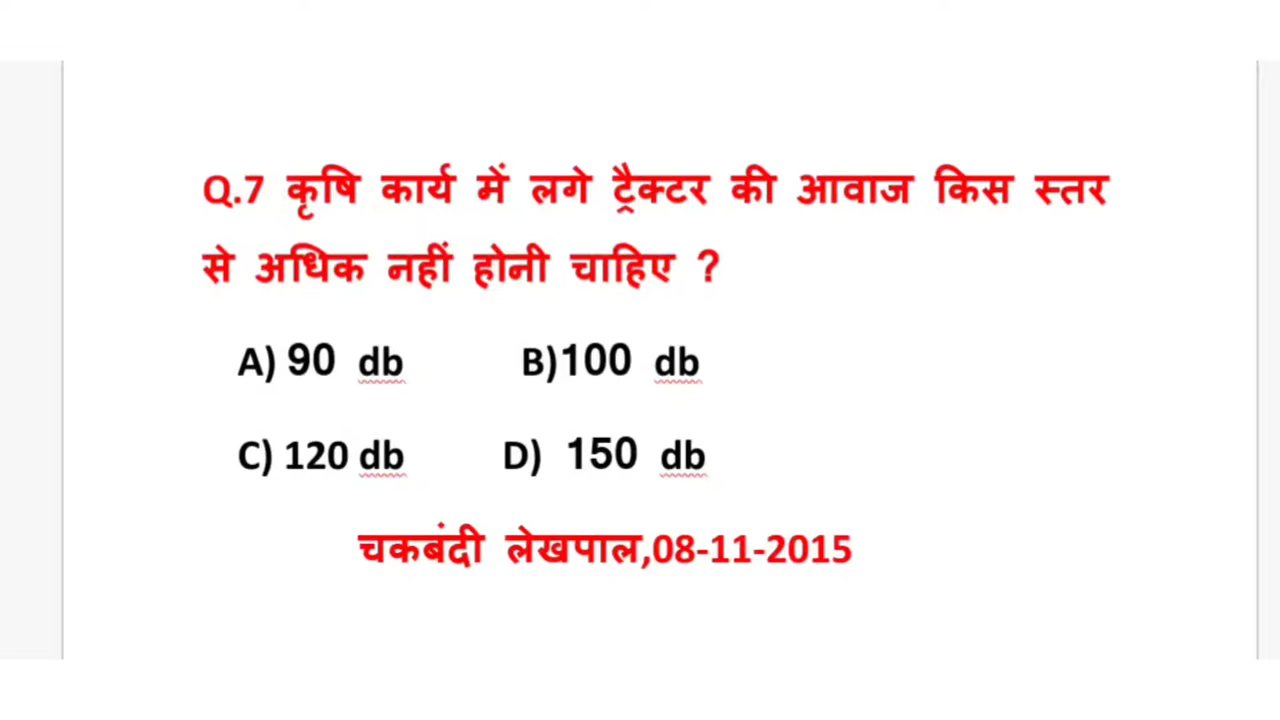 Q.7 कृषि कार्य में लगे ट्रैक्टर की आवाज किस स्तर
से अधिक नहीं होनी चाहिए ?
A) 90 db B)100 db
C) 120 db D) 150 db
चकबंदी लेखपाल,08-11-2015